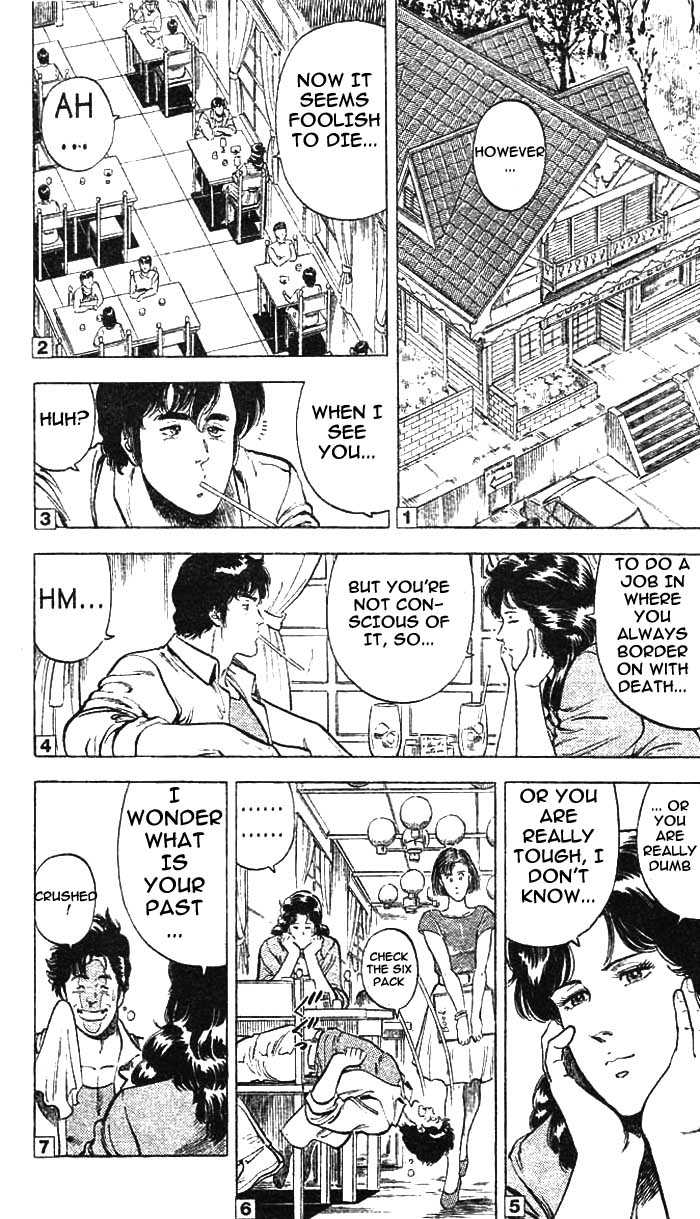 HOWEVER
...
1
NOW IT
SEEMS
FOOLISH
TO DIE...
AH
....
2
WHEN I
SEE
YOU...
HUH?
3
TO DO A
JOB IN
WHERE
YOU
ALWAYS
BORDER
ON WITH
DEATH...
BUT YOU'RE
NOT CON-
SCIOUS OF
IT, SO...
HM...
4
... OR
YOU
ARE
REALLY
DUMB
OR YOU
ARE
REALLY
TOUGH, I
DON'T
KNOW...
5
......
......
CHECK
THE SIX
PACK
6
I
WONDER
WHAT
IS
YOUR
PAST
...
CRUSHED
!
7